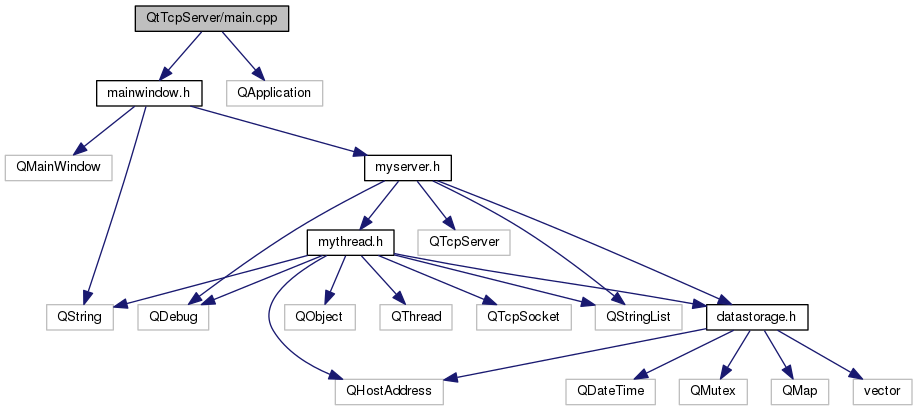 QtTcpServer/main.cpp
mainwindow.h
QApplication
QMainWindow
myserver.h
mythread.h
QTcpServer
QString
QDebug
QObject
QThread
QTcpSocket
QStringList
datastorage.h
QHostAddress
QDateTime
QMutex
QMap
vector